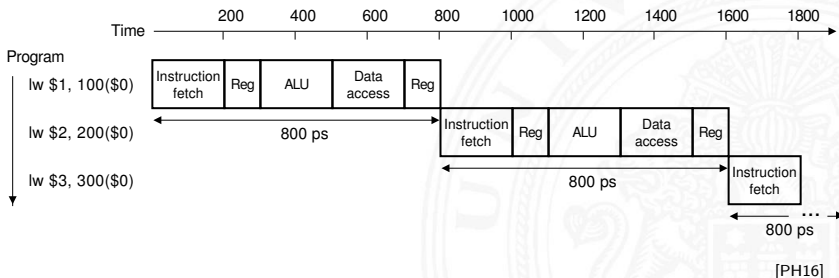 200 400 600 800 1000 1200 1400 1600 1800
Time
Program
lw $1, 100($0)
Instruction fetch Reg ALU Data access Reg
lw $2, 200($0)
800 ps
Instruction fetch Reg ALU Data access Reg
lw $3, 300($0)
800 ps
Instruction fetch
...
800 ps
[PH16]